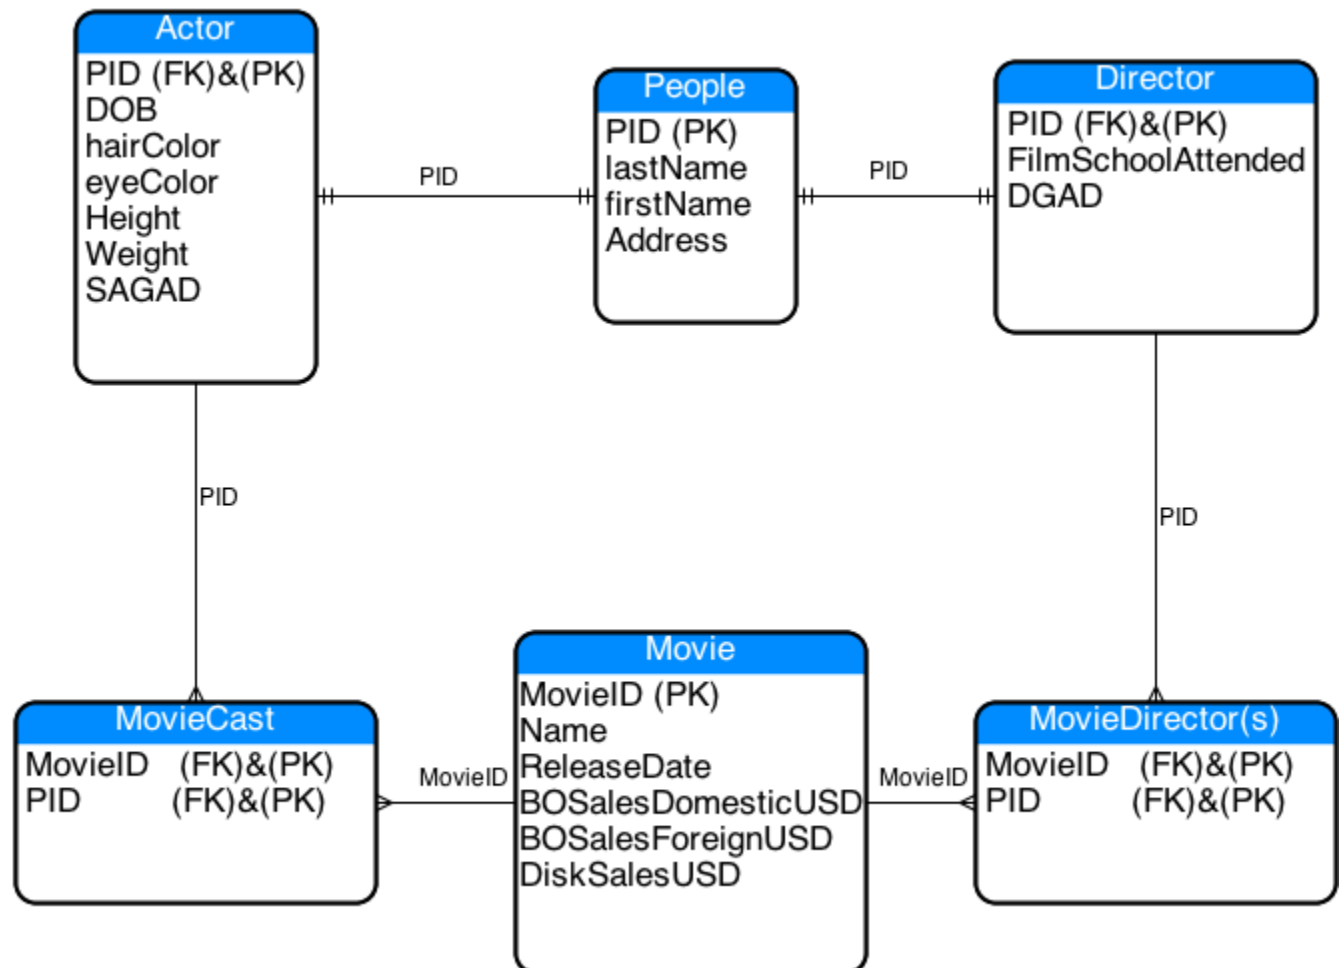 Actor
PID (FK)&(PK)
DOB
hairColor
eyeColor
Height
Weight
SAGAD
PID
People
PID (PK)
lastName
firstName
Address
PID
Director
PID (FK)&(PK)
FilmSchoolAttended
DGAD
PID
PID
MovieCast
MovieID (FK)&(PK)
PID (FK)&(PK)
MovieID
Movie
MovieID (PK)
Name
ReleaseDate
BOSalesDomesticUSD
BOSalesForeignUSD
DiskSalesUSD
MovieID
MovieDirector(s)
MovieID (FK)&(PK)
PID (FK)&(PK)